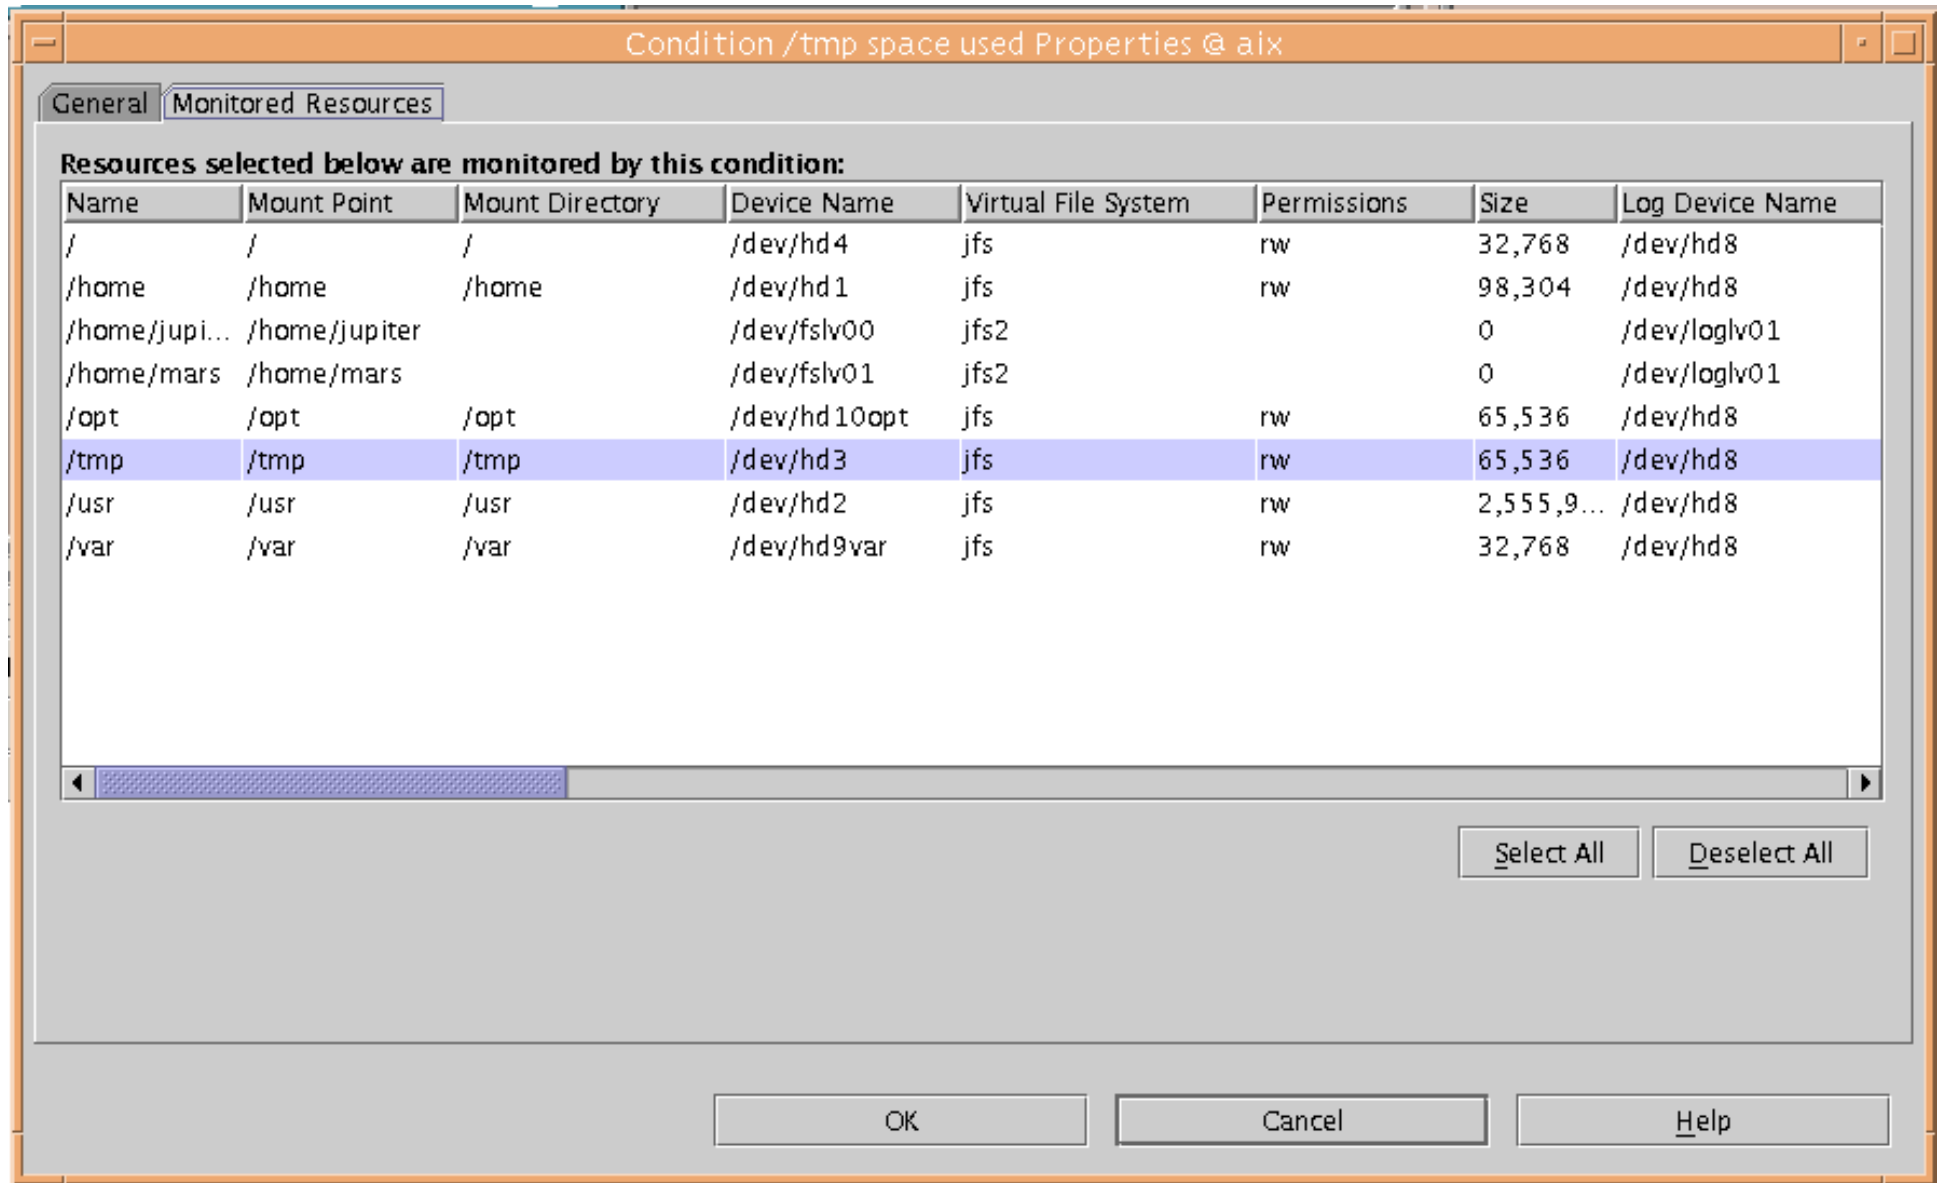 Condition /tmp space used Properties @ aix
General Monitored Resources
Resources selected below are monitored by this condition:
Name Mount Point Mount Directory Device Name Virtual File System Permissions Size Log Device Name
/ / / /dev/hd4 jfs rw 32,768 /dev/hd8
/home /home /home /dev/hd1 jfs rw 98,304 /dev/hd8
/home/jupi... /home/jupiter /dev/fslv00 jfs2 0 /dev/loglv01
/home/mars /home/mars /dev/fslv01 jfs2 0 /dev/loglv01
/opt /opt /opt /dev/hd10opt jfs rw 65,536 /dev/hd8
/tmp /tmp /tmp /dev/hd3 jfs rw 65,536 /dev/hd8
/usr /usr /usr /dev/hd2 jfs rw 2,555,9... /dev/hd8
/var /var /var /dev/hd9var jfs rw 32,768 /dev/hd8
Select All Deselect All
OK Cancel Help